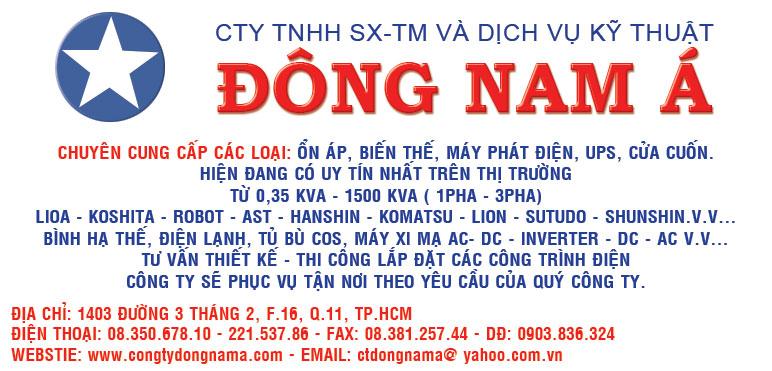 CTY TNHH SX-TM VÀ DỊCH VỤ KỸ THUẬT
ĐÔNG NAM Á
CHUYÊN CUNG CẤP CÁC LOẠI: ỔN ÁP, BIẾN THẾ, MÁY PHÁT ĐIỆN, UPS, CỬA CUỐN.
HIỆN ĐANG CÓ UY TÍN NHẤT TRÊN THỊ TRƯỜNG
TỪ 0,35 KVA - 1500 KVA ( 1PHA - 3PHA)
LIOA - KOSHITA - ROBOT - AST - HANSHIN - KOMATSU - LION - SUTUDO - SHUNSHIN.V.V...
BÌNH HẠ THẾ, ĐIỆN LẠNH, TỦ BÙ COS, MÁY XI MẠ AC- DC - INVERTER - DC - AC V.V...
TƯ VẤN THIẾT KẾ - THI CÔNG LẮP ĐẶT CÁC CÔNG TRÌNH ĐIỆN
CÔNG TY SẼ PHỤC VỤ TẬN NƠI THEO YÊU CẦU CỦA QUÝ CÔNG TY.
ĐỊA CHỈ: 1403 ĐƯỜNG 3 THÁNG 2, F.16, Q.11, TP.HCM
ĐIỆN THOẠI: 08.350.678.10 - 221.537.86 - FAX: 08.381.257.44 - DĐ: 0903.836.324
WEBSTIE: www.congtydongnama.com - EMAIL: ctdongnama@ yahoo.com.vn